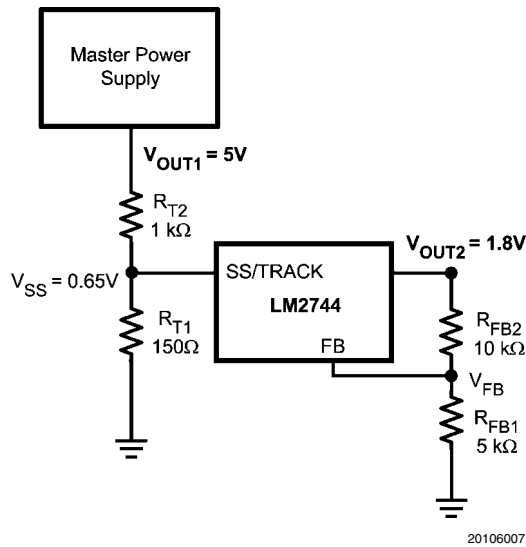 Master Power
Supply
VOUT1 = 5V
RT2
1 kΩ
VOUT2 = 1.8V
SS/TRACK
LM2744
FB
VSS = 0.65V
RT1
150Ω
RFB2
10 kΩ
VFB
RFB1
5 kΩ
20106007